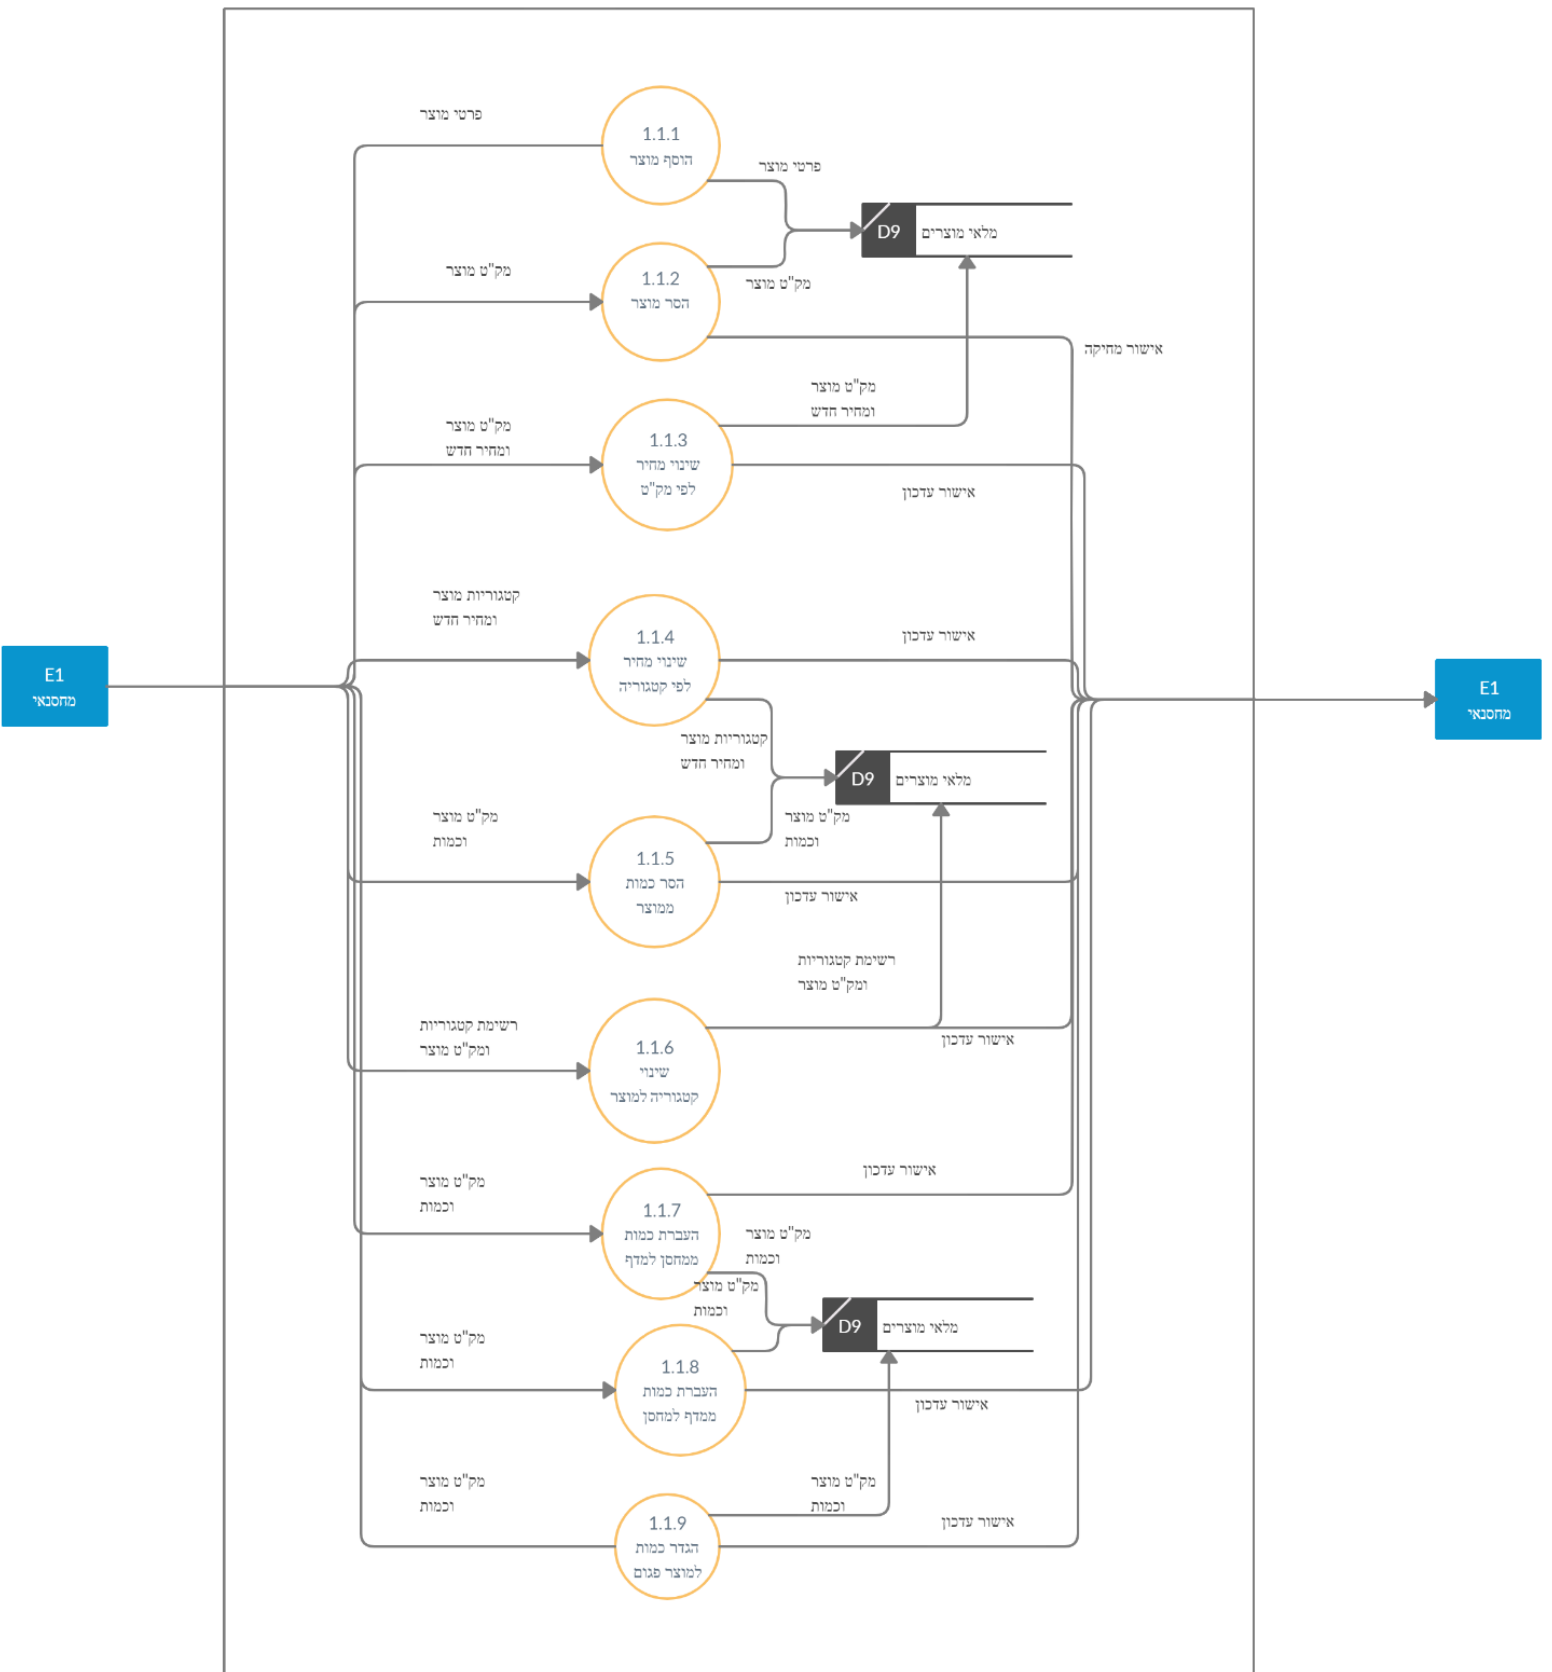 פרטי מוצר
1.1.1
הוסף מוצר
פרטי מוצר
D9
מלאי מוצרים
מק"ט מוצר
1.1.2
הסר מוצר
מק"ט מוצר
אישור מחיקה
מק"ט מוצר
ומחיר חדש
מק"ט מוצר
ומחיר חדש
1.1.3
שינוי מחיר
לפי מק"ט
אישור עדכון
קטגוריות מוצר
ומחיר חדש
1.1.4
שינוי מחיר
לפי קטגוריה
אישור עדכון
E1
מחסנאי
E1
מחסנאי
קטגוריות מוצר
ומחיר חדש
D9
מלאי מוצרים
מק"ט מוצר
וכמות
מק"ט מוצר
וכמות
1.1.5
הסר כמות
ממוצר
אישור עדכון
רשימת קטגוריות
ומק"ט מוצר
רשימת קטגוריות
ומק"ט מוצר
1.1.6
שינוי
קטגוריה למוצר
אישור עדכון
אישור עדכון
מק"ט מוצר
וכמות
1.1.7
העברת כמות
ממחסן למדף
מק"ט מוצר
וכמות
מק"ט מוצר
וכמות
D9
מלאי מוצרים
מק"ט מוצר
וכמות
1.1.8
העברת כמות
ממדף למחסן
אישור עדכון
מק"ט מוצר
וכמות
מק"ט מוצר
וכמות
1.1.9
הגדר כמות
למוצר פגום
אישור עדכון